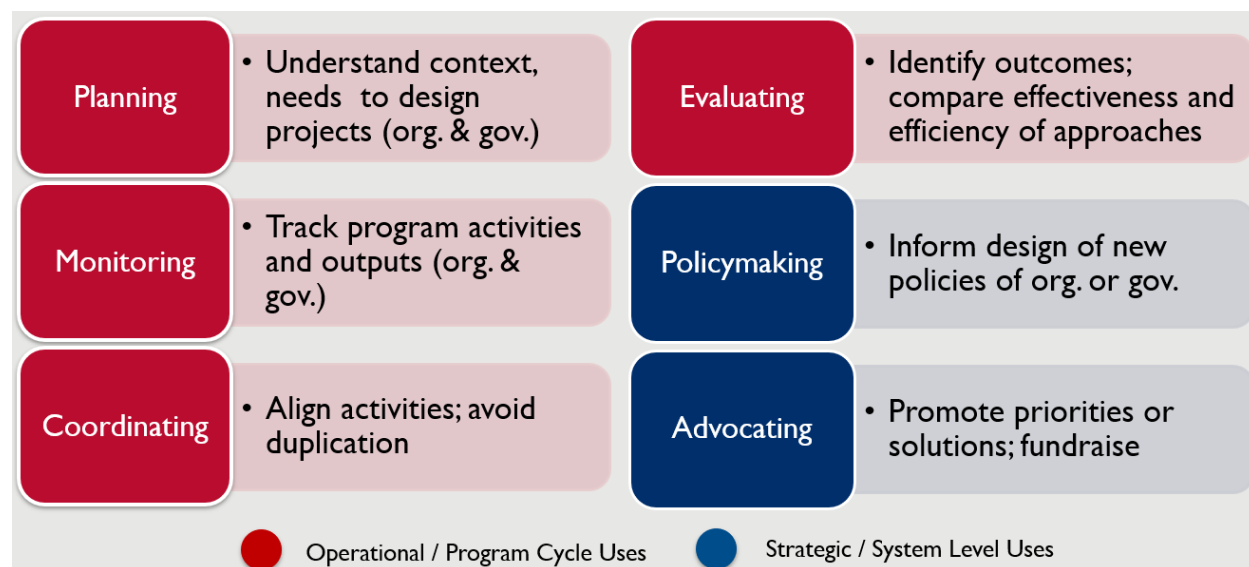 Planning
• Understand context,
needs to design
projects (org. & gov.)
Monitoring
• Track program activities
and outputs (org. &
gov.)
Coordinating
• Align activities; avoid
duplication
Evaluating
• Identify outcomes;
compare effectiveness and
efficiency of approaches
Policymaking
• Inform design of new
policies of org. or gov.
Advocating
• Promote priorities or
solutions; fundraise
Operational / Program Cycle Uses
Strategic / System Level Uses